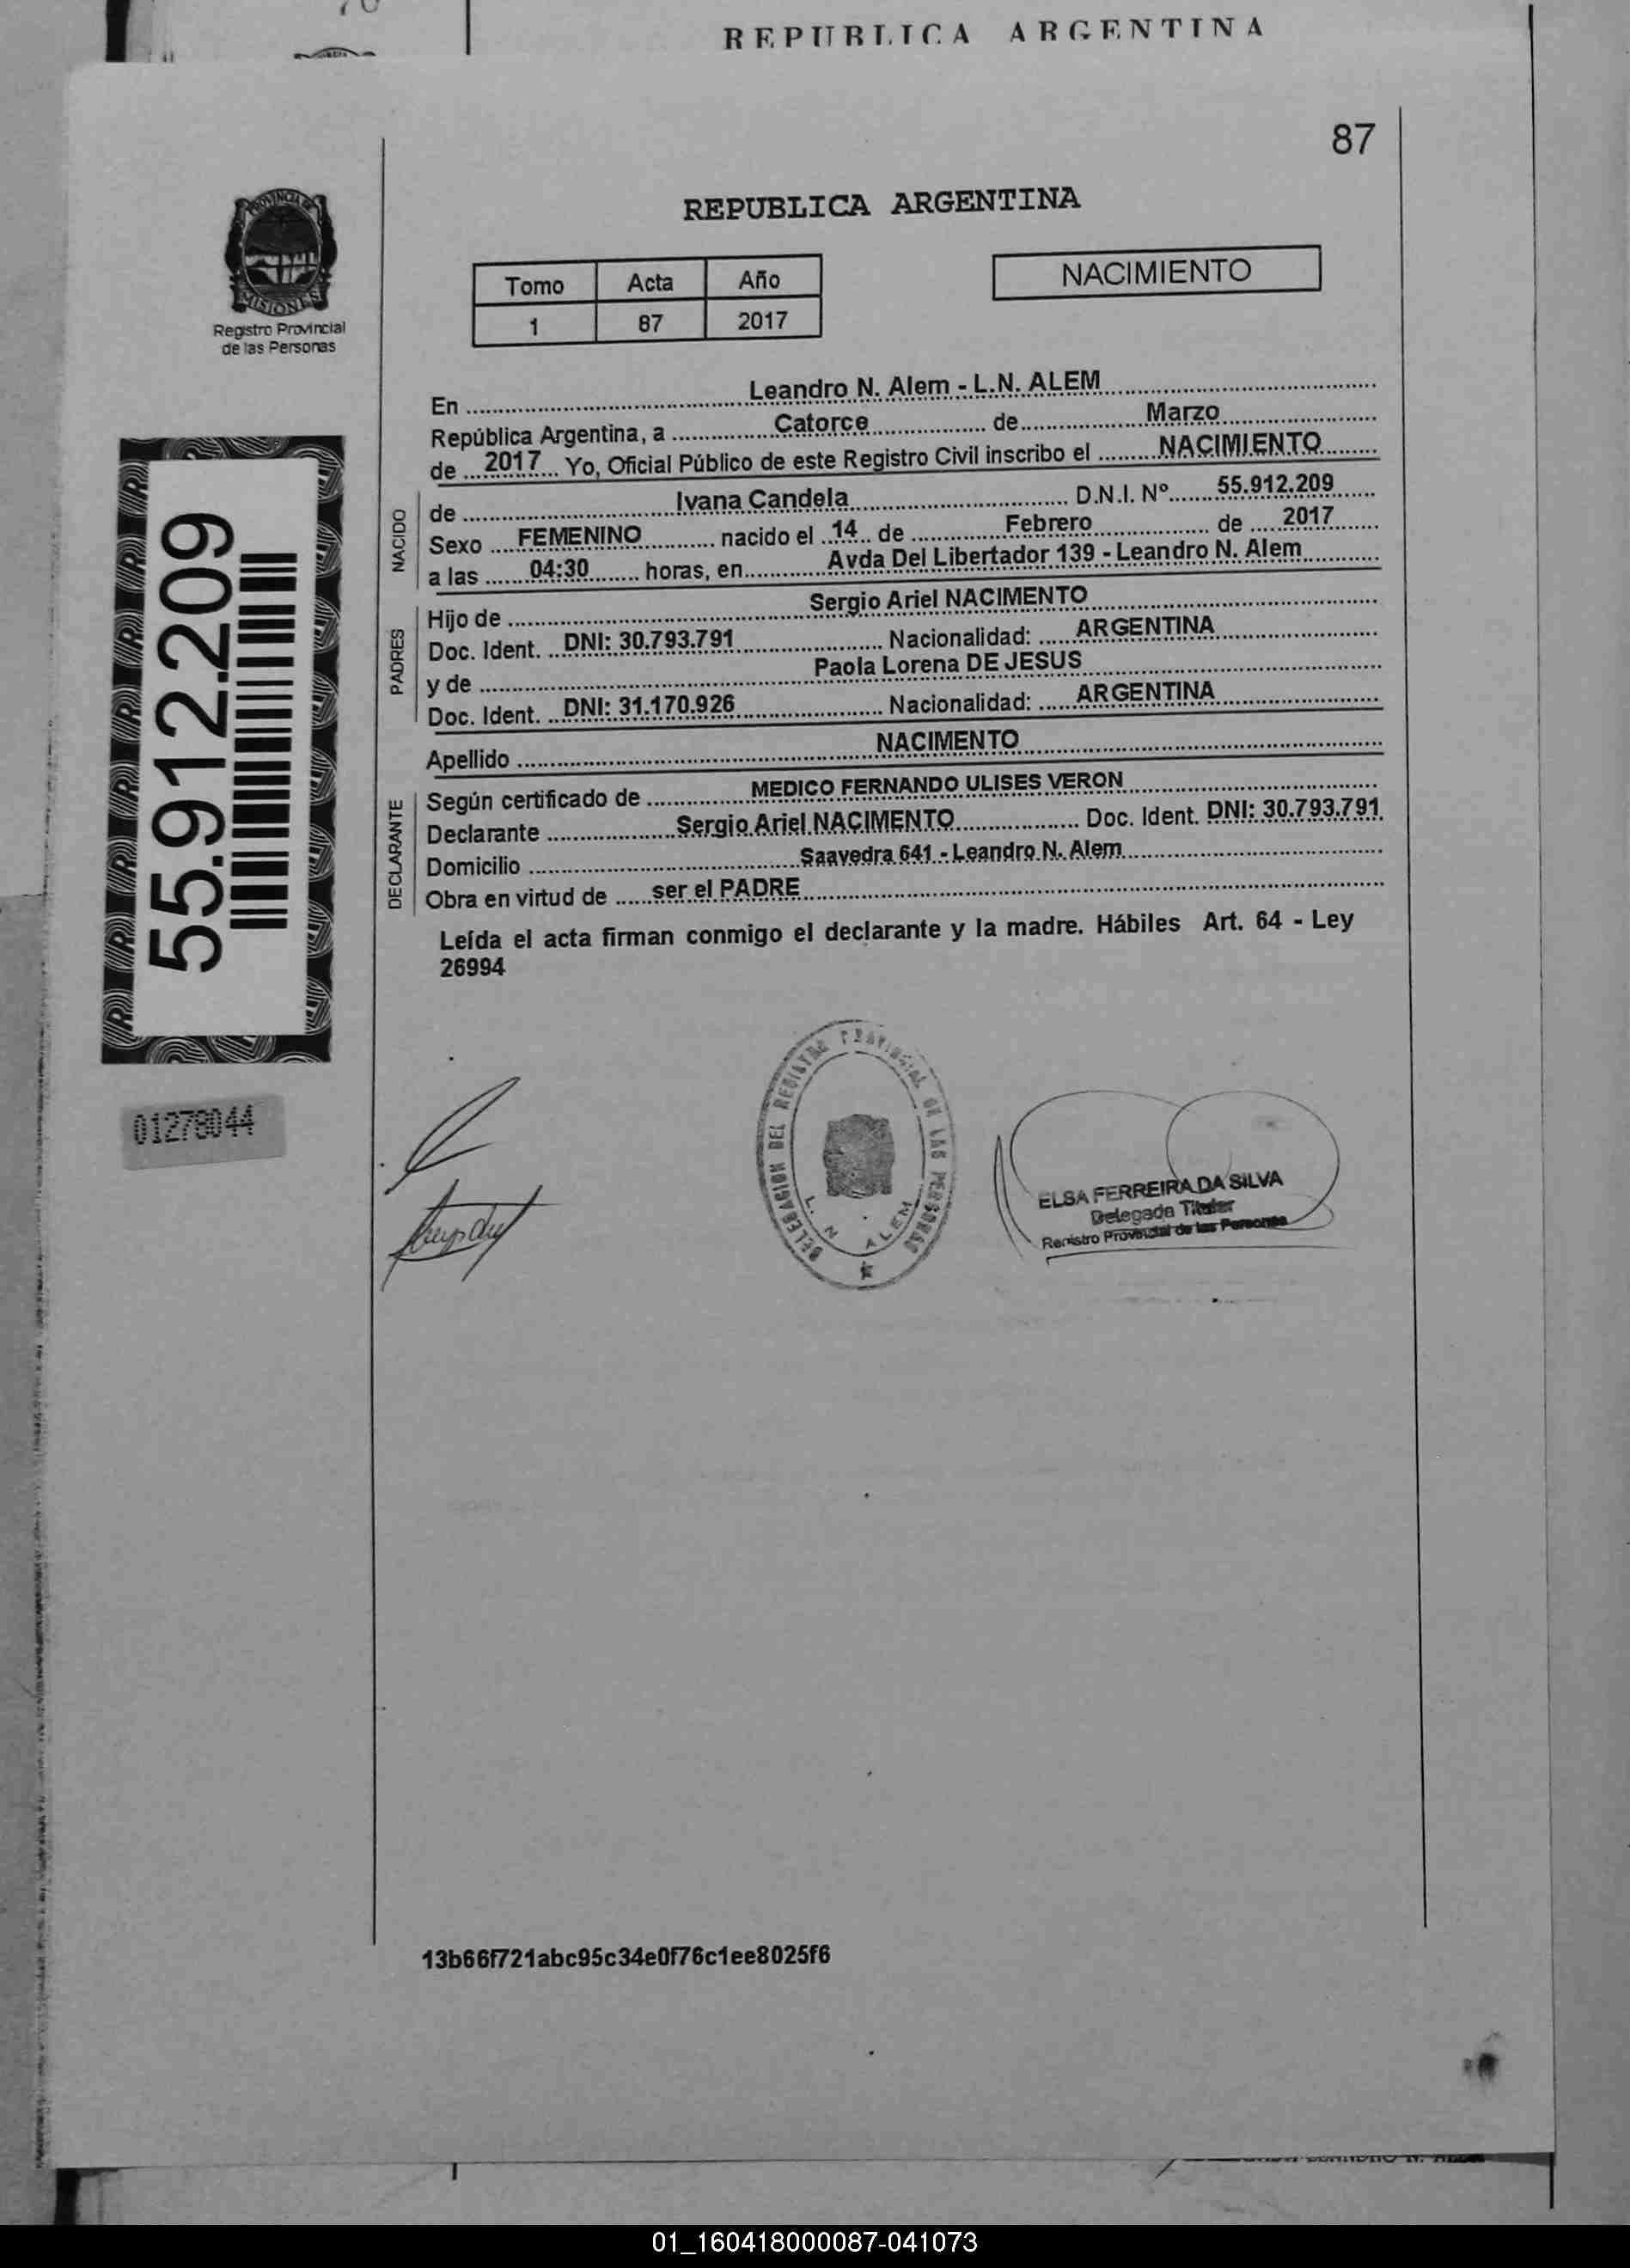 REPUBLICA ARGENTINA
87
PROVINCIA DE
MISIONES
Registro Provincial
de las Personas
REPUBLICA ARGENTINA
Tomo Acta Año
1 87 2017
NACIMIENTO
En Leandro N. Alem - L.N. ALEM
República Argentina, a Catorce de Marzo
de 2017 Yo, Oficial Público de este Registro Civil inscribo el NACIMIENTO
NACIDO
de Ivana Candela D.N.I. Nº 55.912.209
Sexo FEMENINO nacido el 14 de Febrero de 2017
a las 04:30 horas, en Avda Del Libertador 139 - Leandro N. Alem
PADRES
Hijo de Sergio Ariel NACIMENTO
Doc. Ident. DNI: 30.793.791 Nacionalidad: ARGENTINA
y de Paola Lorena DE JESUS
Doc. Ident. DNI: 31.170.926 Nacionalidad: ARGENTINA
Apellido NACIMENTO
DECLARANTE
Según certificado de MEDICO FERNANDO ULISES VERON
Declarante Sergio Ariel NACIMENTO Doc. Ident. DNI: 30.793.791
Domicilio Saavedra 641 - Leandro N. Alem
Obra en virtud de ser el PADRE
Leída el acta firman conmigo el declarante y la madre. Hábiles Art. 64 - Ley
26994
55.912.209
01278044
DELEGACION DEL REGISTRO PROVINCIAL DE LAS PERSONAS
L. N. ALEM
ELSA FERREIRA DA SILVA
Delegada Titular
Registro Provincial de las Personas
13b66f721abc95c34e0f76c1ee8025f6
01_160418000087-041073